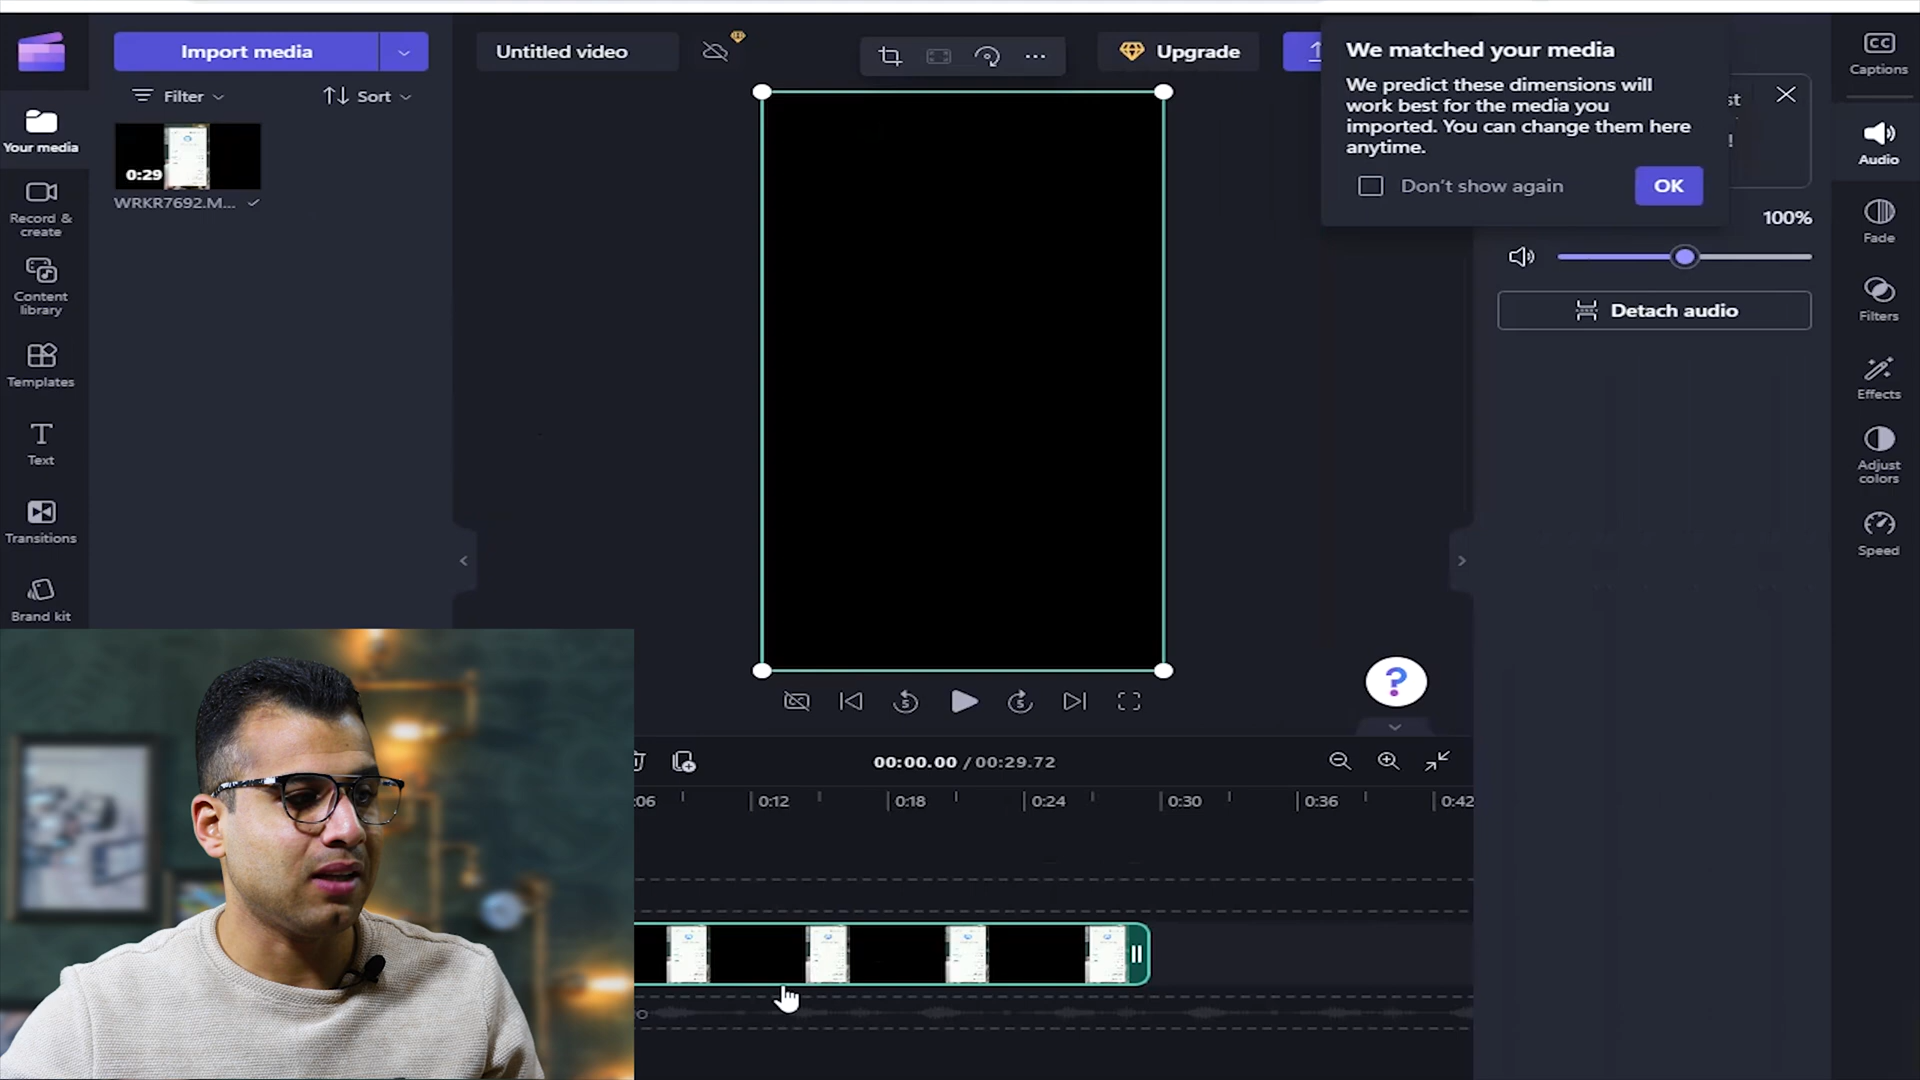 Import media
Untitled video
Upgrade
We matched your media
We predict these dimensions will
work best for the media you
imported. You can change them here
anytime.
Don't show again
OK
st
!
CC
Captions
Filter
Sort
Your media
0:29
WRKR7692.M...
Audio
100%
Record &
create
Fade
Content
library
Detach audio
Filters
Templates
Effects
Text
Adjust
colors
Transitions
Speed
Brand kit
5
5
?
00:00.00 / 00:29.72
:06
0:12
0:18
0:24
0:30
0:36
0:42